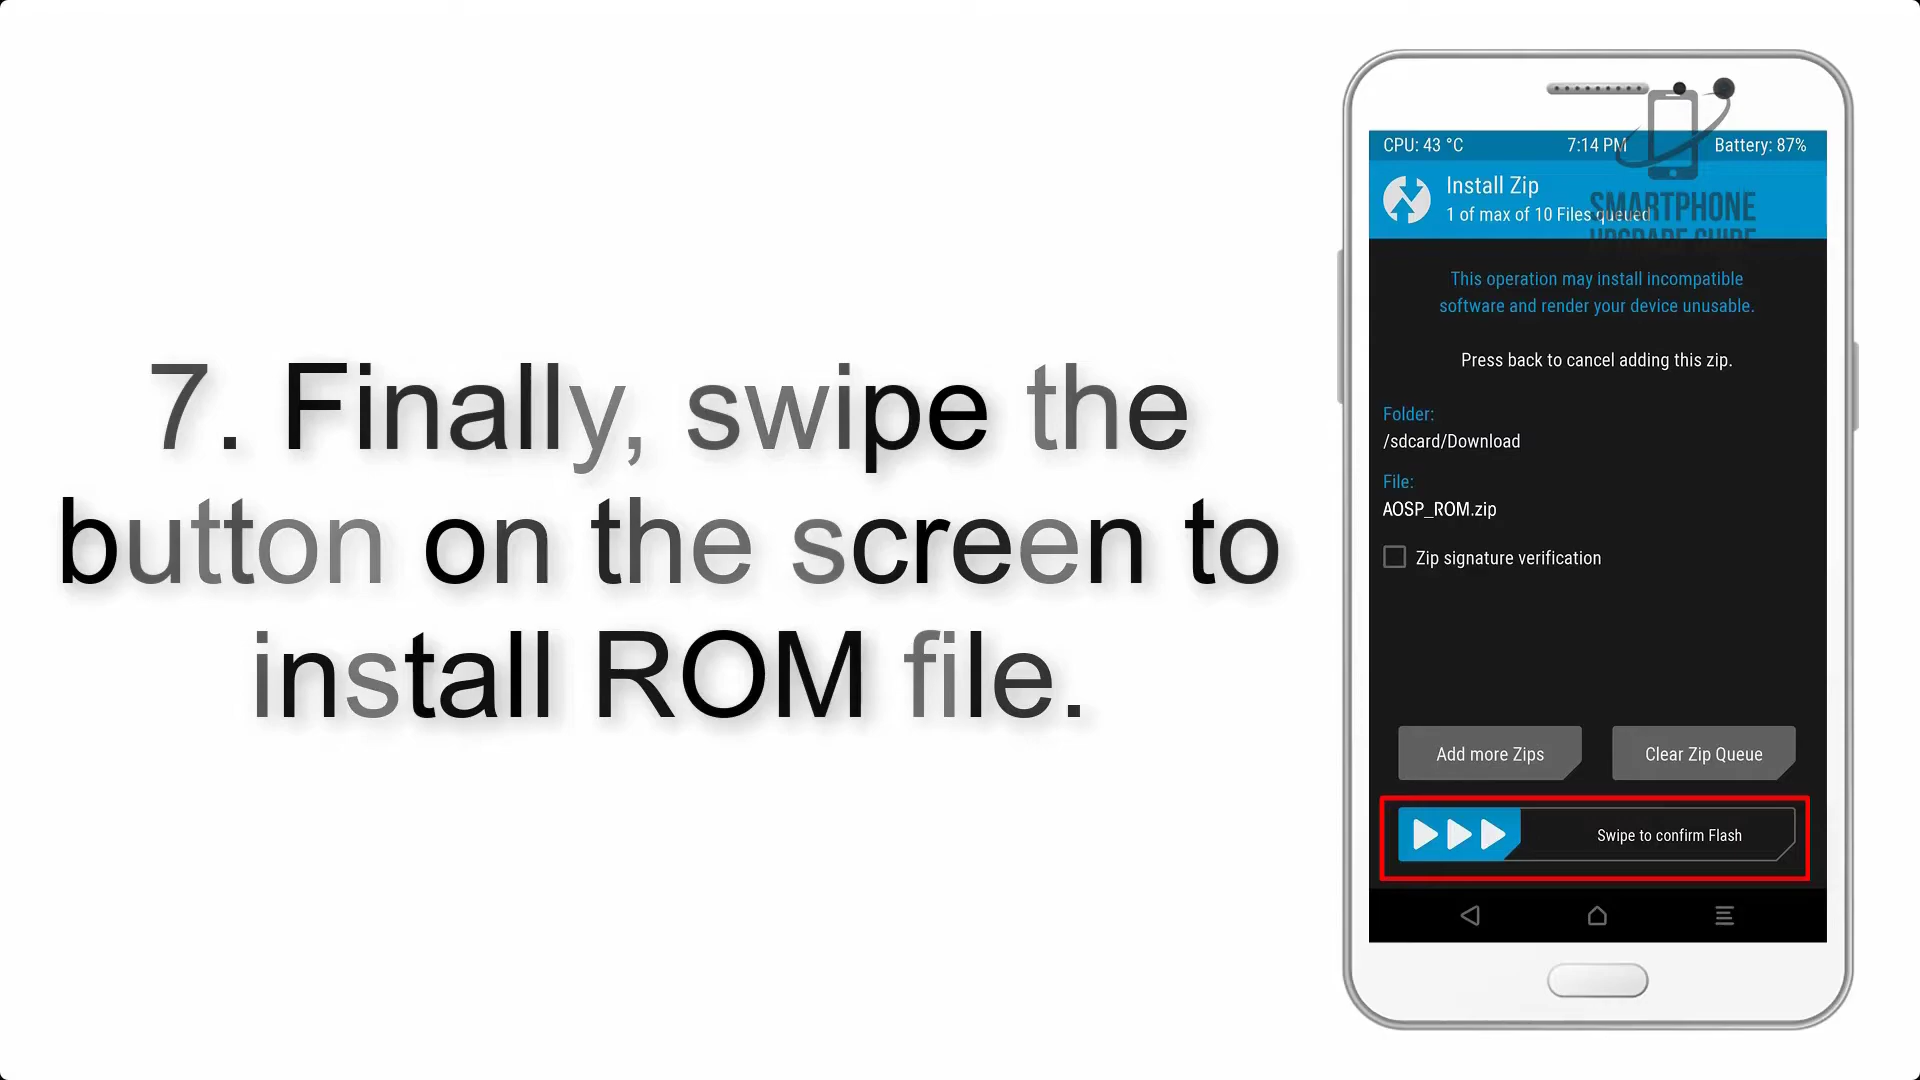 7. Finally, swipe the
button on the screen to
install ROM file.
CPU: 43 °C 7:14 PM Battery: 87%
Install Zip
1 of max of 10 Files queued
SMARTPHONE
UPGRADE GUIDE
This operation may install incompatible
software and render your device unusable.
Press back to cancel adding this zip.
Folder:
/sdcard/Download
File:
AOSP_ROM.zip
Zip signature verification
Add more Zips Clear Zip Queue
Swipe to confirm Flash